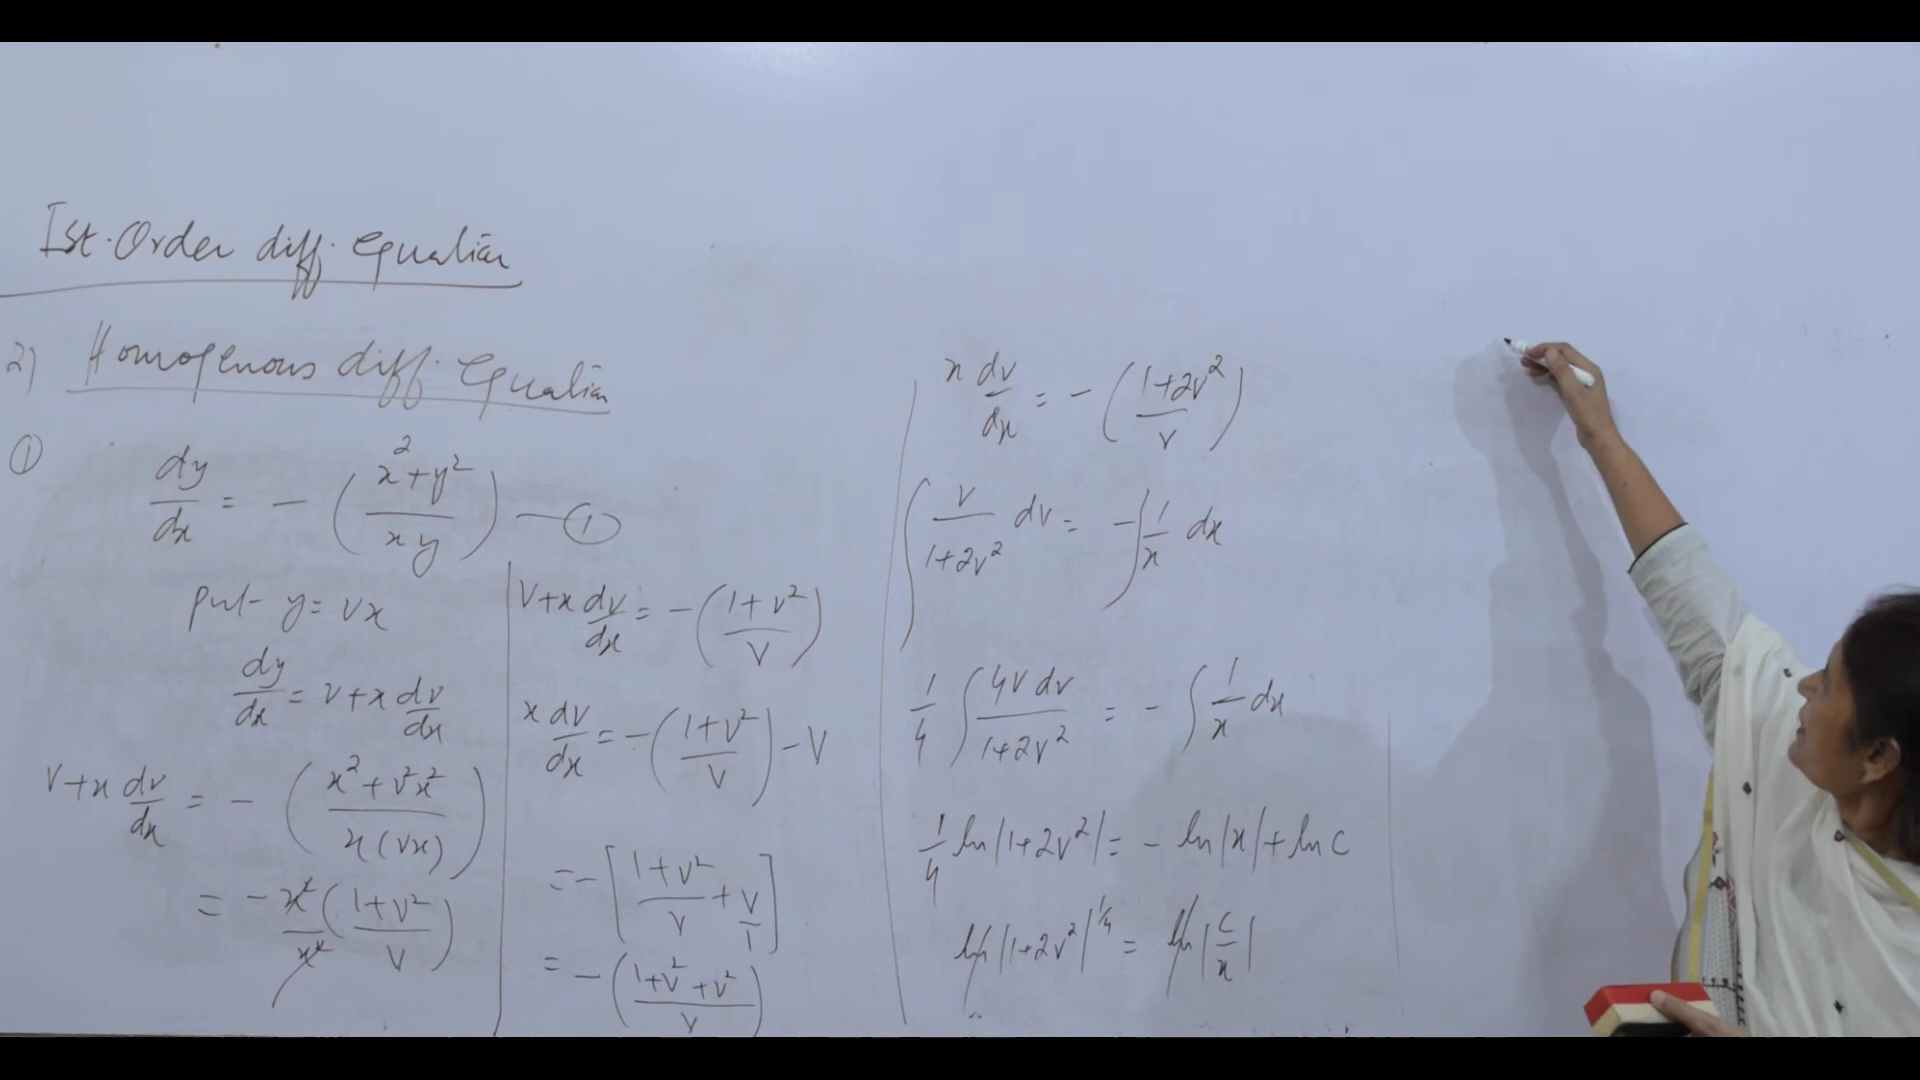 Ist. Order diff. equation
2) Homogenous diff. equation
① dy/dx = - (x²+y² / xy) — ①
put y = vx
dy/dx = v + x dv/dx
v + x dv/dx = - (x² + v²x² / x(vx))
= - x²/x² (1+v² / v)
v + x dv/dx = - (1+v² / v)
x dv/dx = - (1+v² / v) - v
= - [1+v² / v + v/1]
= - (1+v²+v² / v)
x dv/dx = - (1+2v² / v)
∫ v / 1+2v² dv = - ∫ 1/x dx
1/4 ∫ 4v dv / 1+2v² = - ∫ 1/x dx
1/4 ln|1+2v²| = - ln|x| + ln c
ln|1+2v²|^1/4 = ln|c/x|